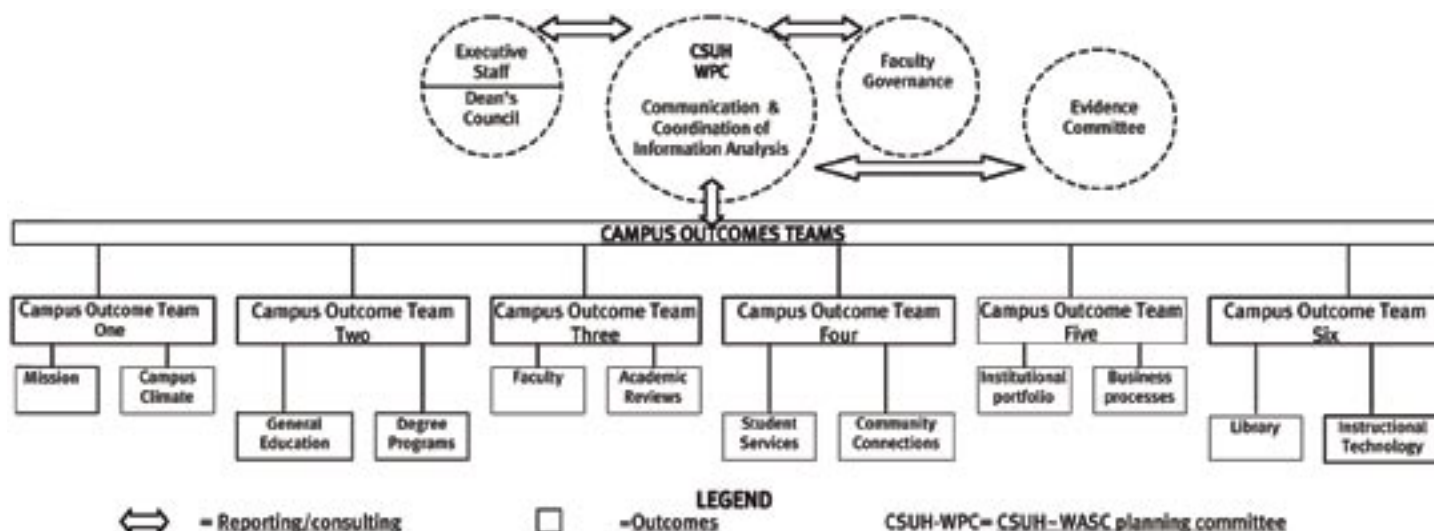 Executive
Staff
Dean's
Council
CSUH
WPC
Communication &
Coordination of
Information Analysis
Faculty
Governance
Evidence
Committee
CAMPUS OUTCOMES TEAMS
Campus Outcome Team
One
Campus Outcome Team
Two
Campus Outcome Team
Three
Campus Outcome Team
Four
Campus Outcome Team
Five
Campus Outcome Team
Six
Mission
Campus
Climate
General
Education
Degree
Programs
Faculty
Academic
Reviews
Student
Services
Community
Connections
Institutional
portfolio
Business
processes
Library
Instructional
Technology
LEGEND
= Reporting/consulting
=Outcomes
CSUH-WPC= CSUH-WASC planning committee